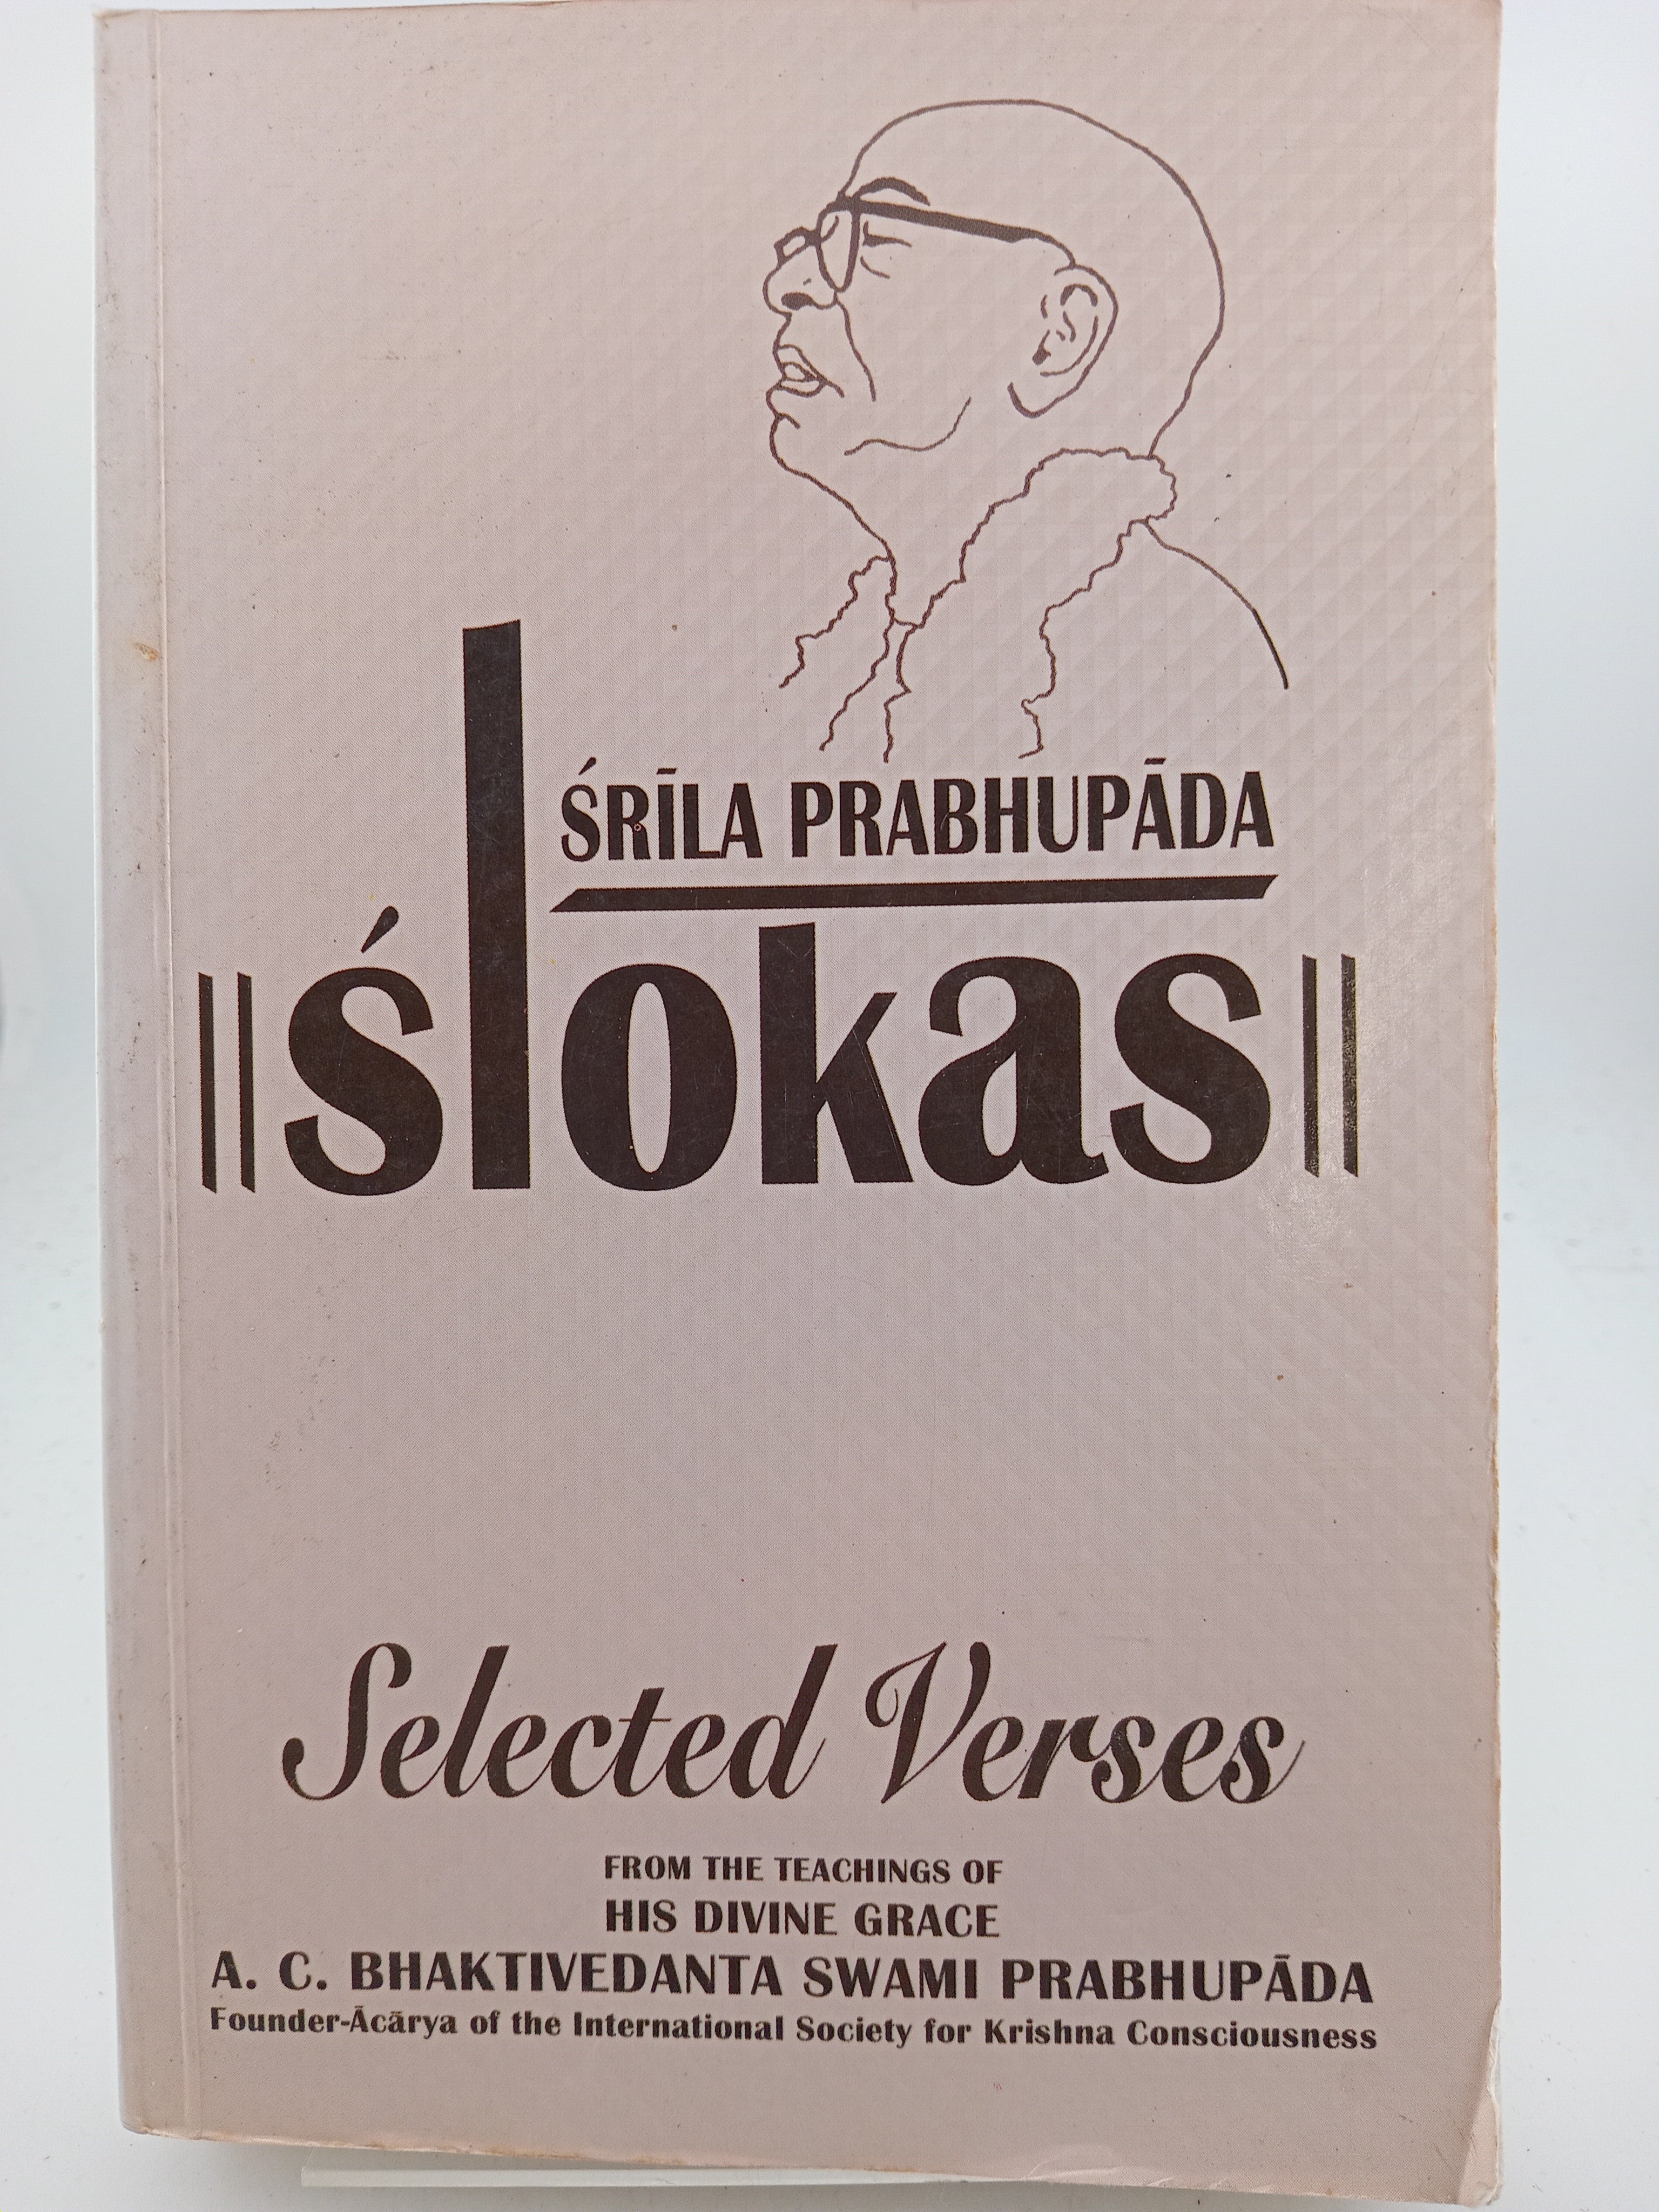 ŚRĪLA PRABHUPĀDA
||ślokas||
Selected Verses
FROM THE TEACHINGS OF
HIS DIVINE GRACE
A. C. BHAKTIVEDANTA SWAMI PRABHUPĀDA
Founder-Ācārya of the International Society for Krishna Consciousness